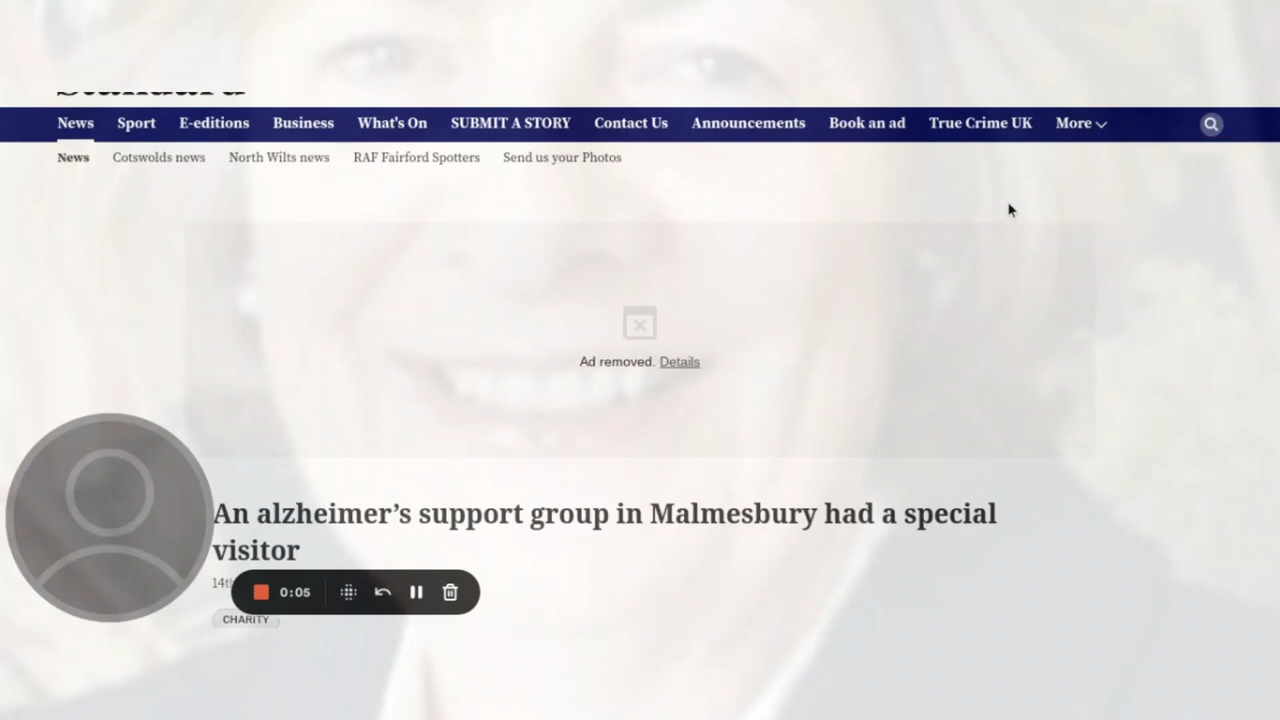 News Sport E-editions Business What's On SUBMIT A STORY Contact Us Announcements Book an ad True Crime UK More
News Cotswolds news North Wilts news RAF Fairford Spotters Send us your Photos
Ad removed. Details
An alzheimer’s support group in Malmesbury had a special
visitor
0:05
CHARITY